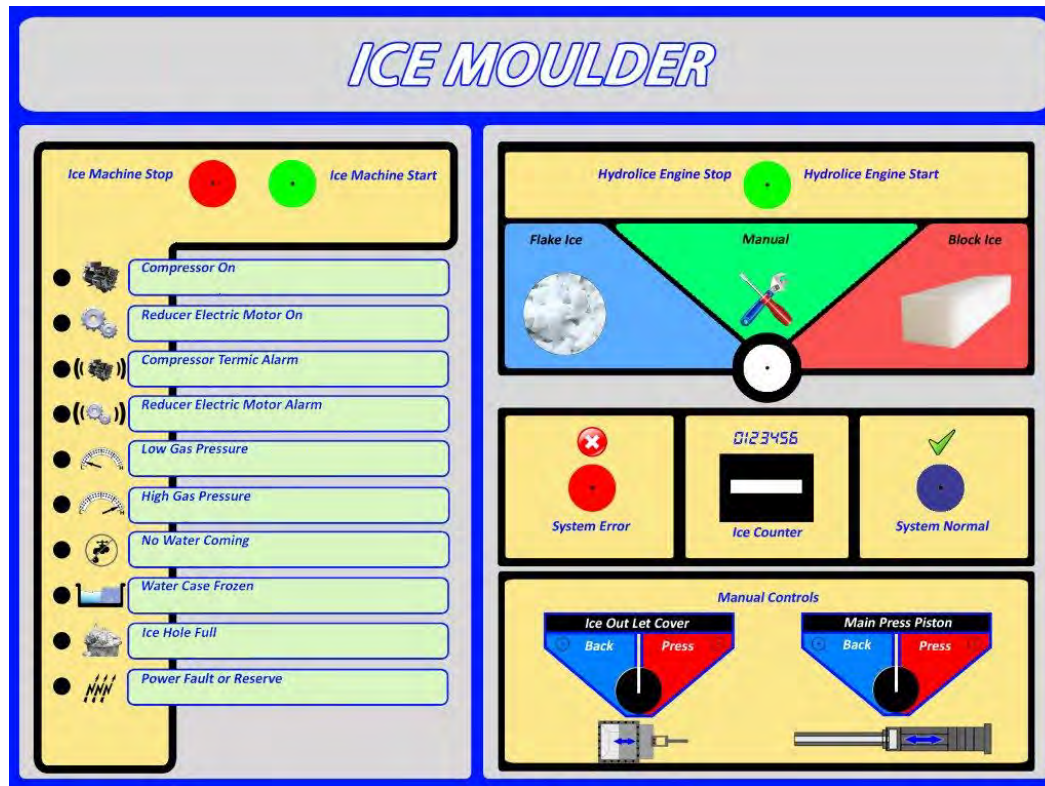 ICE MOULDER
Ice Machine Stop
Ice Machine Start
Compressor On
Reducer Electric Motor On
Compressor Termic Alarm
Reducer Electric Motor Alarm
Low Gas Pressure
High Gas Pressure
No Water Coming
Water Case Frozen
Ice Hole Full
Power Fault or Reserve
Hydrolice Engine Stop
Hydrolice Engine Start
Flake Ice
Manual
Block Ice
System Error
0123456
Ice Counter
System Normal
Manual Controls
Ice Out Let Cover
Back
Press
Main Press Piston
Back
Press